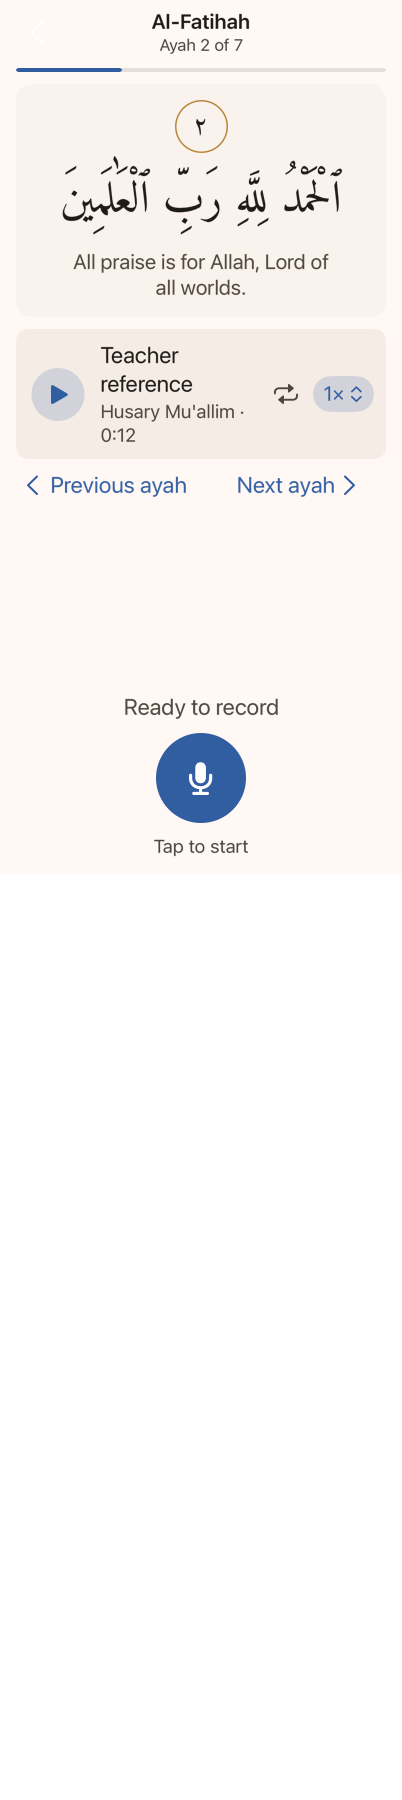 Al-Fatihah
Ayah 2 of 7
٢
ٱلْحَمْدُ لِلَّهِ رَبِّ ٱلْعَٰلَمِينَ
All praise is for Allah, Lord of
all worlds.
Teacher
reference
Husary Mu'allim ·
0:12
1×
Previous ayah
Next ayah
Ready to record
Tap to start